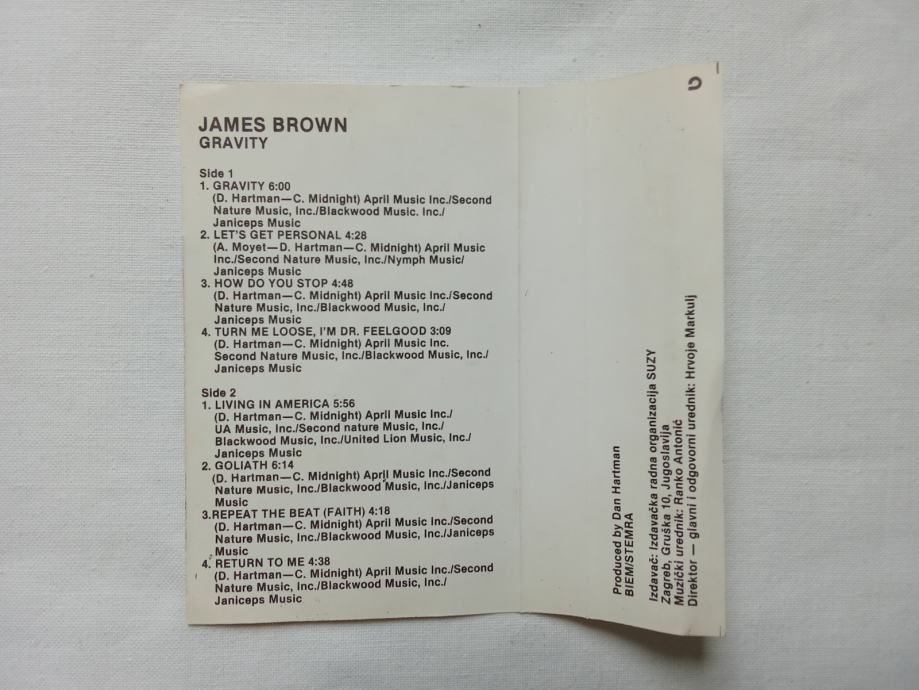 JAMES BROWN
GRAVITY
Side 1
1. GRAVITY 6:00
(D. Hartman—C. Midnight) April Music Inc./Second
Nature Music, Inc./Blackwood Music. Inc./
Janiceps Music
2. LET'S GET PERSONAL 4:28
(A. Moyet—D. Hartman—C. Midnight) April Music
Inc./Second Nature Music, Inc./Nymph Music/
Janiceps Music
3. HOW DO YOU STOP 4:48
(D. Hartman—C. Midnight) April Music Inc./Second
Nature Music, Inc./Blackwood Music, Inc./
Janiceps Music
4. TURN ME LOOSE, I'M DR. FEELGOOD 3:09
(D. Hartman—C. Midnight) April Music Inc.
Second Nature Music, Inc./Blackwood Music, Inc./
Janiceps Music
Side 2
1. LIVING IN AMERICA 5:56
(D. Hartman—C. Midnight) April Music Inc./
UA Music, Inc./Second nature Music, Inc./
Blackwood Music, Inc./United Lion Music, Inc./
Janiceps Music
2. GOLIATH 6:14
(D. Hartman—C. Midnight) April Music Inc./Second
Nature Music, Inc./Blackwood Music, Inc./Janiceps
Music
3.REPEAT THE BEAT (FAITH) 4:18
(D. Hartman—C. Midnight) April Music Inc./Second
Nature Music, Inc./Blackwood Music, Inc./Janiceps
Music
4. RETURN TO ME 4:38
(D. Hartman—C. Midnight) April Music Inc./Second
Nature Music, Inc./Blackwood Music, Inc./
Janiceps Music
Produced by Dan Hartman
BIEM/STEMRA
Izdavač: Izdavačka radna organizacija SUZY
Zagreb, Gruška 10, Jugoslavija
Muzički urednik: Ranko Antonić
Direktor — glavni i odgovorni urednik: Hrvoje Markulj